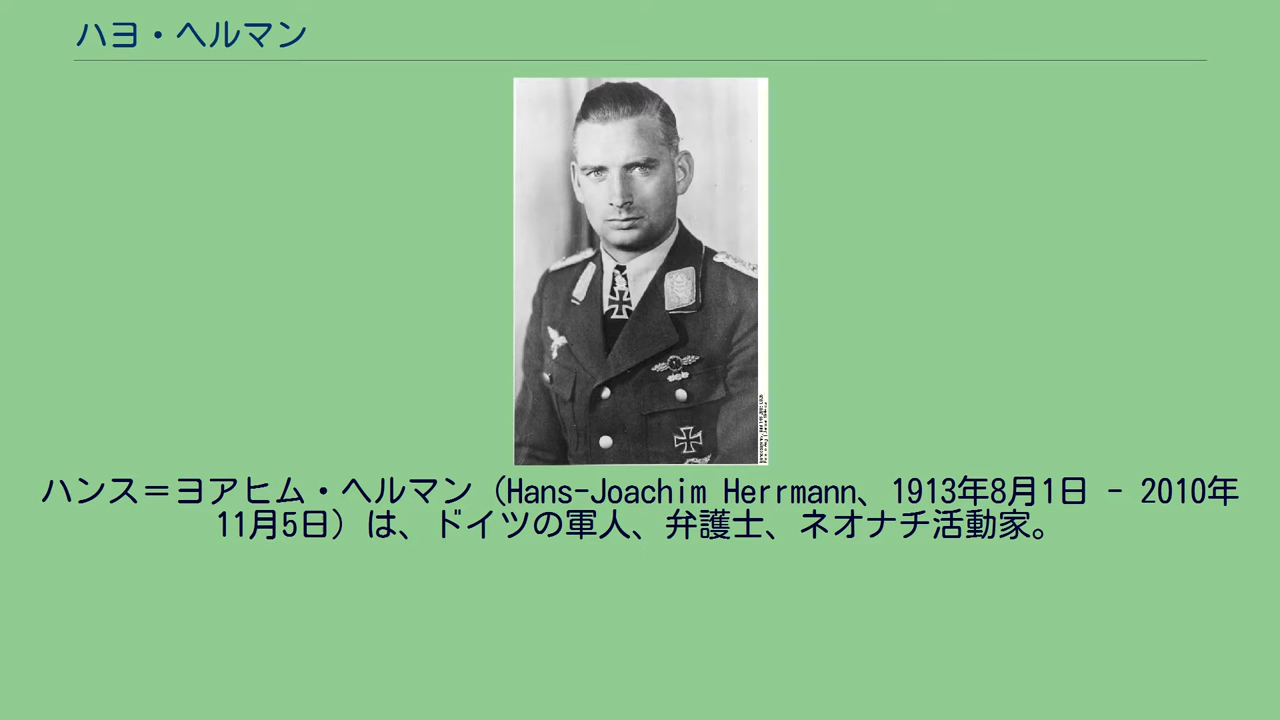 ハヨ・ヘルマン
ハンス＝ヨアヒム・ヘルマン（Hans-Joachim Herrmann、1913年8月1日 - 2010年
11月5日）は、ドイツの軍人、弁護士、ネオナチ活動家。